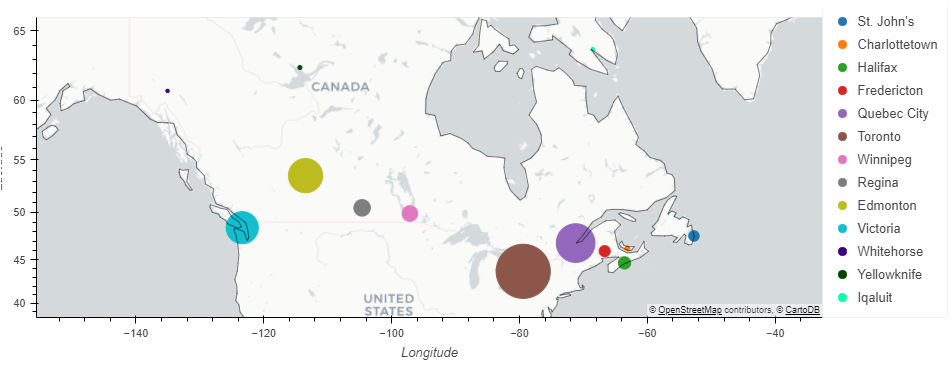 65
60
55
50
45
40
CANADA
UNITED
STATES
© OpenStreetMap contributors, © CartoDB
−140
−120
−100
−80
−60
−40
Longitude
St. John's
Charlottetown
Halifax
Fredericton
Quebec City
Toronto
Winnipeg
Regina
Edmonton
Victoria
Whitehorse
Yellowknife
Iqaluit